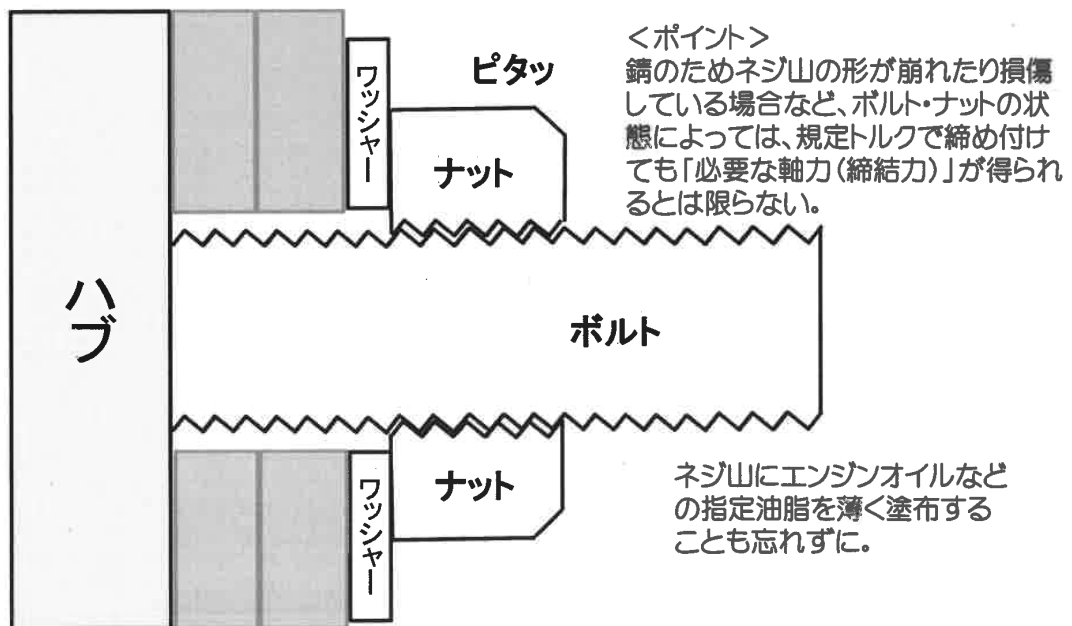 <ポイント>
錆のためネジ山の形が崩れたり損傷
している場合など、ボルト・ナットの状
態によっては、規定トルクで締め付け
ても「必要な軸力(締結力)」が得られ
るとは限らない。
ピタッ
ワッシャー
ナット
ハブ
ボルト
ワッシャー
ナット
ネジ山にエンジンオイルなど
の指定油脂を薄く塗布する
ことも忘れずに。